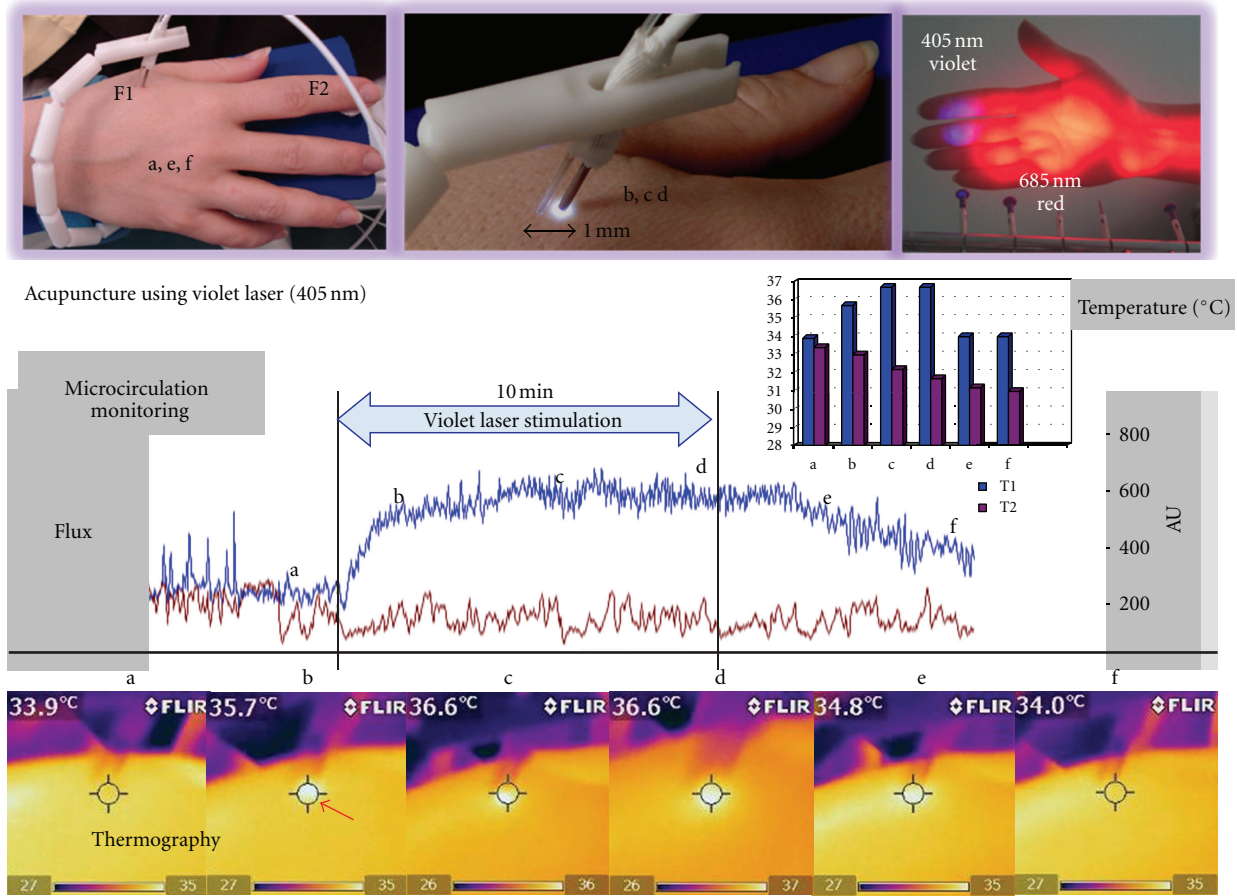 F1
F2
a, e, f
b, c d
1 mm
405 nm
violet
685 nm
red
Acupuncture using violet laser (405 nm)
Temperature (°C)
37
36
35
34
33
32
31
30
29
28
a b c d e f
T1
T2
Microcirculation
monitoring
10 min
Violet laser stimulation
Flux
a
b
c
d
e
f
800
600
400
200
AU
a b c d e f
33.9°C FLIR
35.7°C FLIR
36.6°C FLIR
36.6°C FLIR
34.8°C FLIR
34.0°C FLIR
Thermography
27 35
27 35
26 36
26 37
27 35
27 35